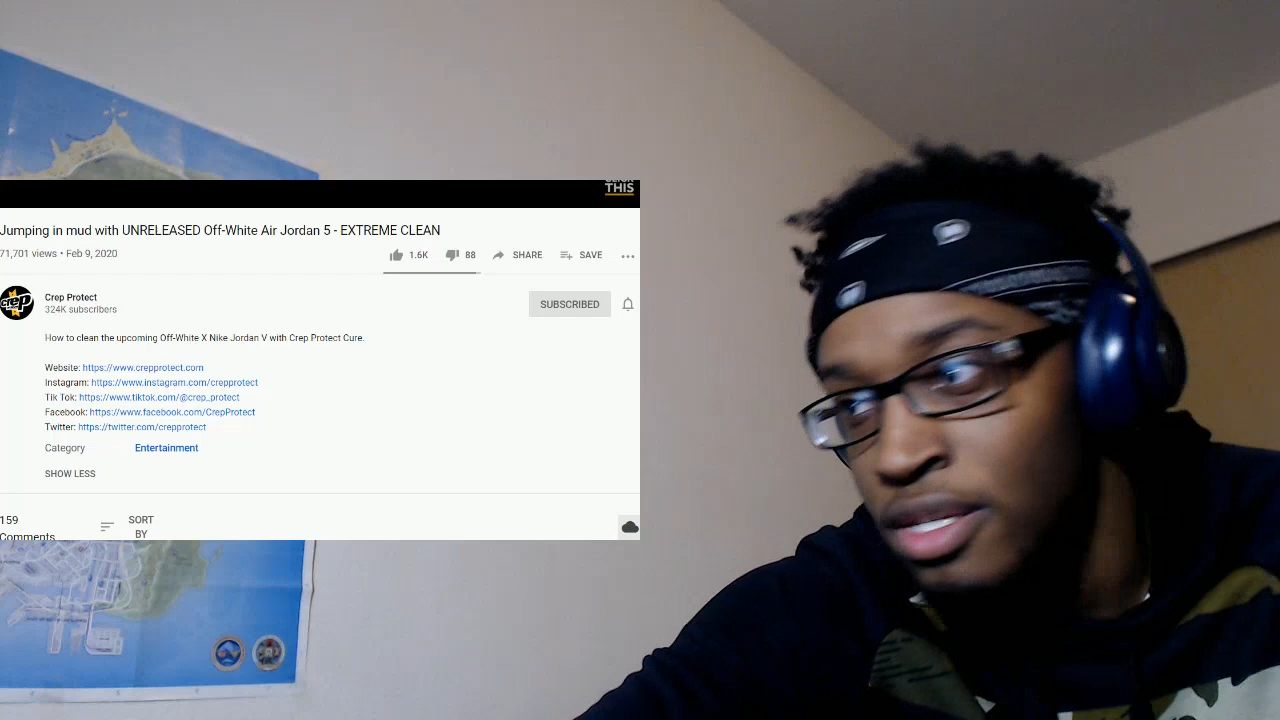 THIS
Jumping in mud with UNRELEASED Off-White Air Jordan 5 - EXTREME CLEAN
71,701 views • Feb 9, 2020
1.6K 88 SHARE SAVE
Crep Protect
324K subscribers
SUBSCRIBED
How to clean the upcoming Off-White X Nike Jordan V with Crep Protect Cure.
Website: https://www.crepprotect.com
Instagram: https://www.instagram.com/crepprotect
Tik Tok: https://www.tiktok.com/@crep_protect
Facebook: https://www.facebook.com/CrepProtect
Twitter: https://twitter.com/crepprotect
Category Entertainment
SHOW LESS
159
Comments
SORT
BY